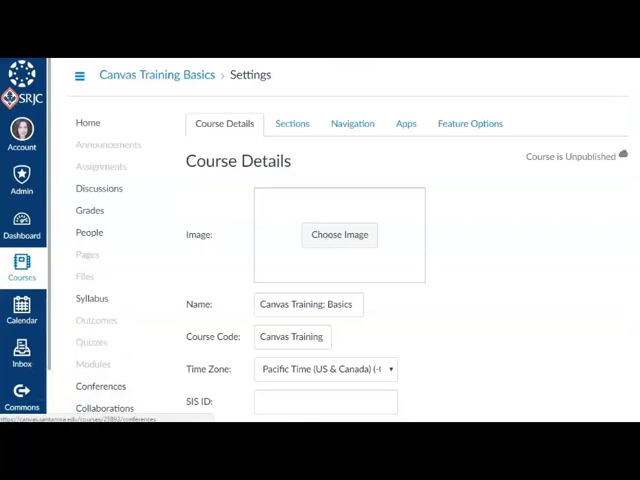 Canvas Training Basics › Settings
SRJC
Account
Admin
Dashboard
Courses
Calendar
Inbox
Commons
Home
Announcements
Assignments
Discussions
Grades
People
Pages
Files
Syllabus
Outcomes
Quizzes
Modules
Conferences
Collaborations
Course Details
Sections
Navigation
Apps
Feature Options
Course Details
Course is Unpublished
Image:
Choose Image
Name:
Canvas Training: Basics
Course Code:
Canvas Training
Time Zone:
Pacific Time (US & Canada) (-
SIS ID: